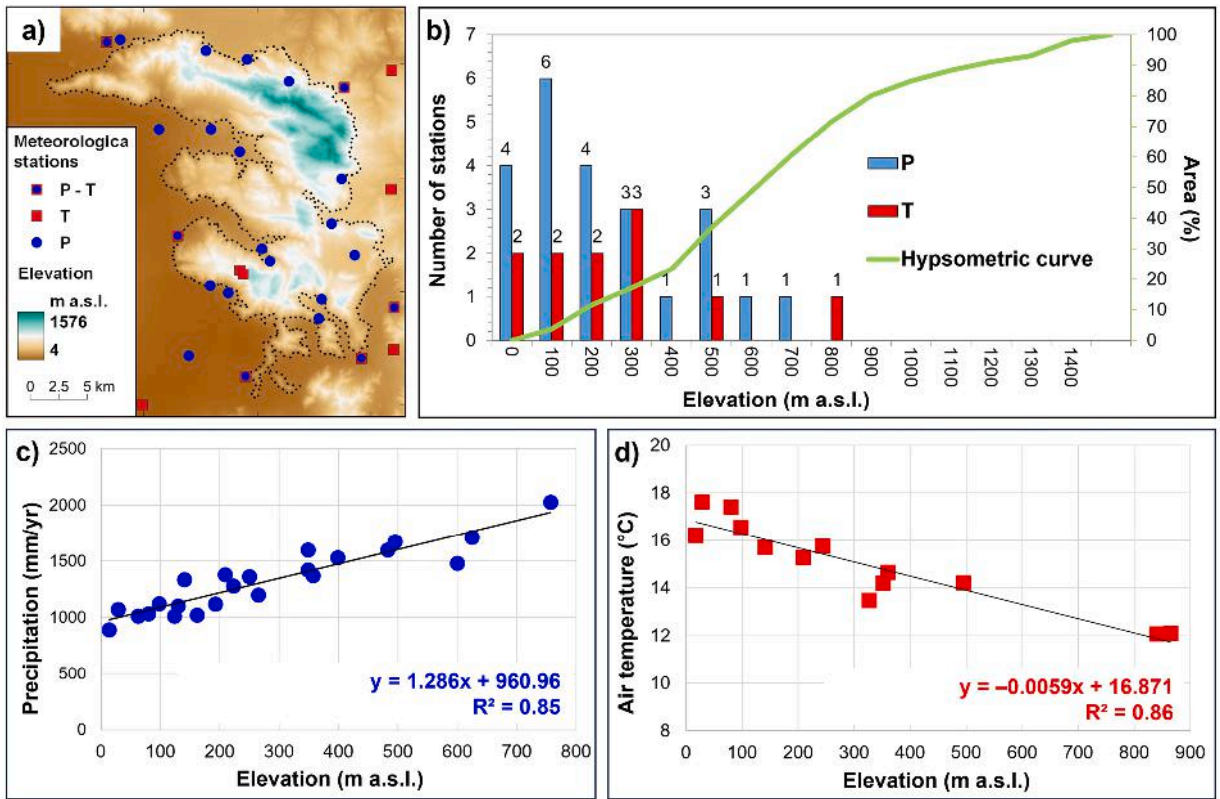 a)
Meteorologica
stations
P - T
T
P
Elevation
m a.s.l.
1576
4
0 2.5 5 km
b)
Number of stations
7
6
5
4
3
2
1
0
4
2
6
2
4
2
33
1
3
1
1
1
1
P
T
Hypsometric curve
100
90
80
70
60
50
40
30
20
10
0
Area (%)
0 100 200 300 400 500 600 700 800 900 1000 1100 1200 1300 1400
Elevation (m a.s.l.)
c)
Precipitation (mm/yr)
2500
2000
1500
1000
500
0
y = 1.286x + 960.96
R² = 0.85
0 100 200 300 400 500 600 700 800
Elevation (m a.s.l.)
d)
Air temperature (°C)
20
18
16
14
12
10
8
y = –0.0059x + 16.871
R² = 0.86
0 100 200 300 400 500 600 700 800 900
Elevation (m a.s.l.)